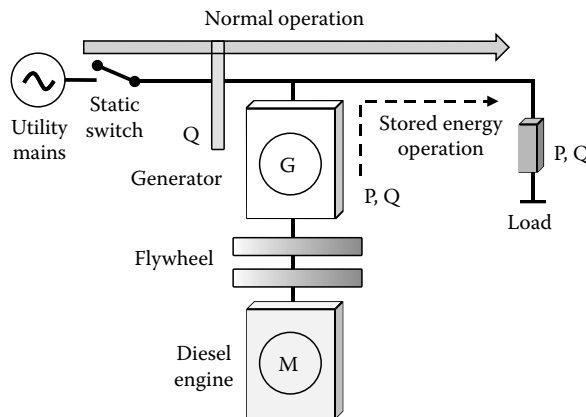 Normal operation
Utility
mains
Static
switch
Q
Generator
G
Stored energy
operation
P, Q
P, Q
Load
Flywheel
Diesel
engine
M